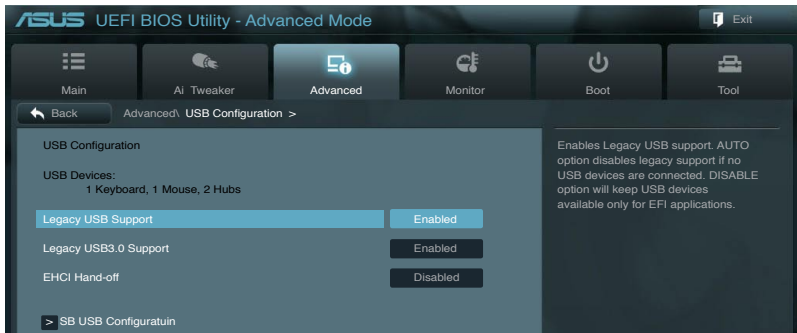 ASUS UEFI BIOS Utility - Advanced Mode
Exit
Main
Ai Tweaker
Advanced
Monitor
Boot
Tool
Back
Advanced\ USB Configuration >
USB Configuration
USB Devices:
1 Keyboard, 1 Mouse, 2 Hubs
Legacy USB Support Enabled
Legacy USB3.0 Support Enabled
EHCI Hand-off Disabled
> SB USB Configuratuin
Enables Legacy USB support. AUTO
option disables legacy support if no
USB devices are connected. DISABLE
option will keep USB devices
available only for EFI applications.